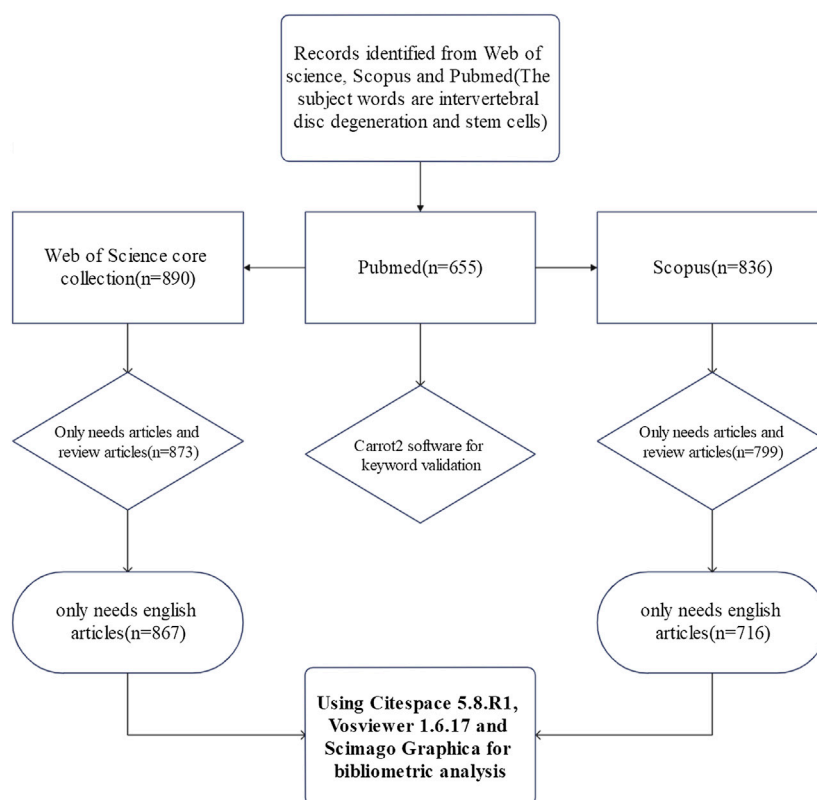 Records identified from Web of
science, Scopus and Pubmed(The
subject words are intervertebral
disc degeneration and stem cells)
Web of Science core
collection(n=890)
Pubmed(n=655)
Scopus(n=836)
Only needs articles and
review articles(n=873)
Carrot2 software for
keyword validation
Only needs articles and
review articles(n=799)
only needs english
articles(n=867)
only needs english
articles(n=716)
Using Citespace 5.8.R1,
Vosviewer 1.6.17 and
Scimago Graphica for
bibliometric analysis